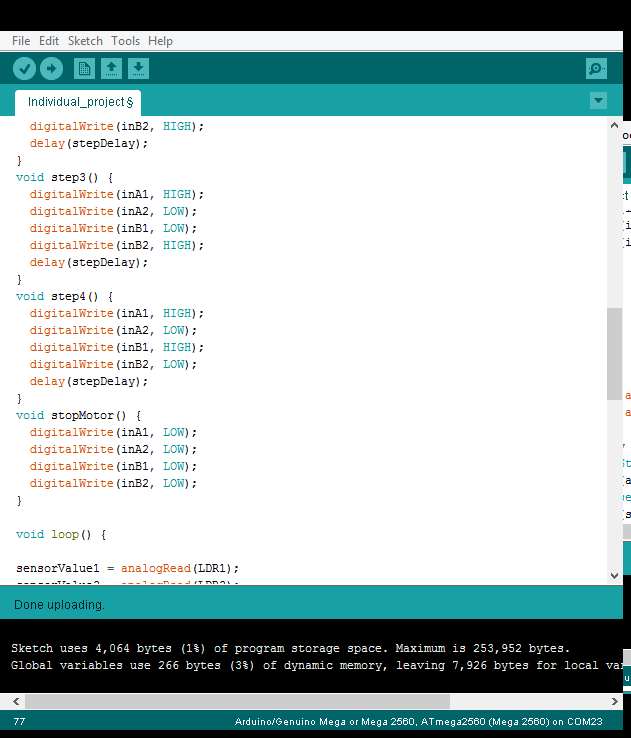 File Edit Sketch Tools Help
Individual_project §
digitalWrite(inB2, HIGH);
delay(stepDelay);
}
void step3() {
digitalWrite(inA1, HIGH);
digitalWrite(inA2, LOW);
digitalWrite(inB1, LOW);
digitalWrite(inB2, HIGH);
delay(stepDelay);
}
void step4() {
digitalWrite(inA1, HIGH);
digitalWrite(inA2, LOW);
digitalWrite(inB1, HIGH);
digitalWrite(inB2, LOW);
delay(stepDelay);
}
void stopMotor() {
digitalWrite(inA1, LOW);
digitalWrite(inA2, LOW);
digitalWrite(inB1, LOW);
digitalWrite(inB2, LOW);
}
void loop() {
sensorValue1 = analogRead(LDR1);
Done uploading.
Sketch uses 4,064 bytes (1%) of program storage space. Maximum is 253,952 bytes.
Global variables use 266 bytes (3%) of dynamic memory, leaving 7,926 bytes for local
77
Arduino/Genuino Mega or Mega 2560, ATmega2560 (Mega 2560) on COM23